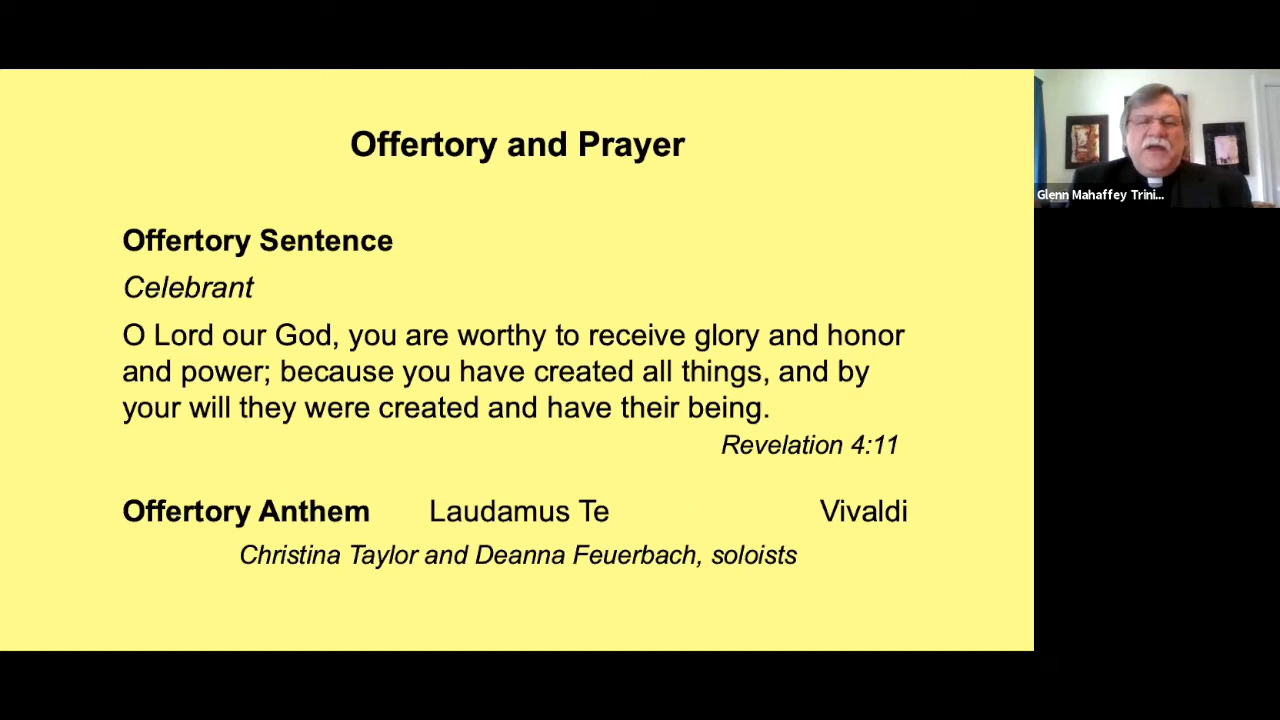 Offertory and Prayer
Offertory Sentence
Celebrant
O Lord our God, you are worthy to receive glory and honor
and power; because you have created all things, and by
your will they were created and have their being.
Revelation 4:11
Offertory Anthem Laudamus Te Vivaldi
Christina Taylor and Deanna Feuerbach, soloists
Glenn Mahaffey Trini...